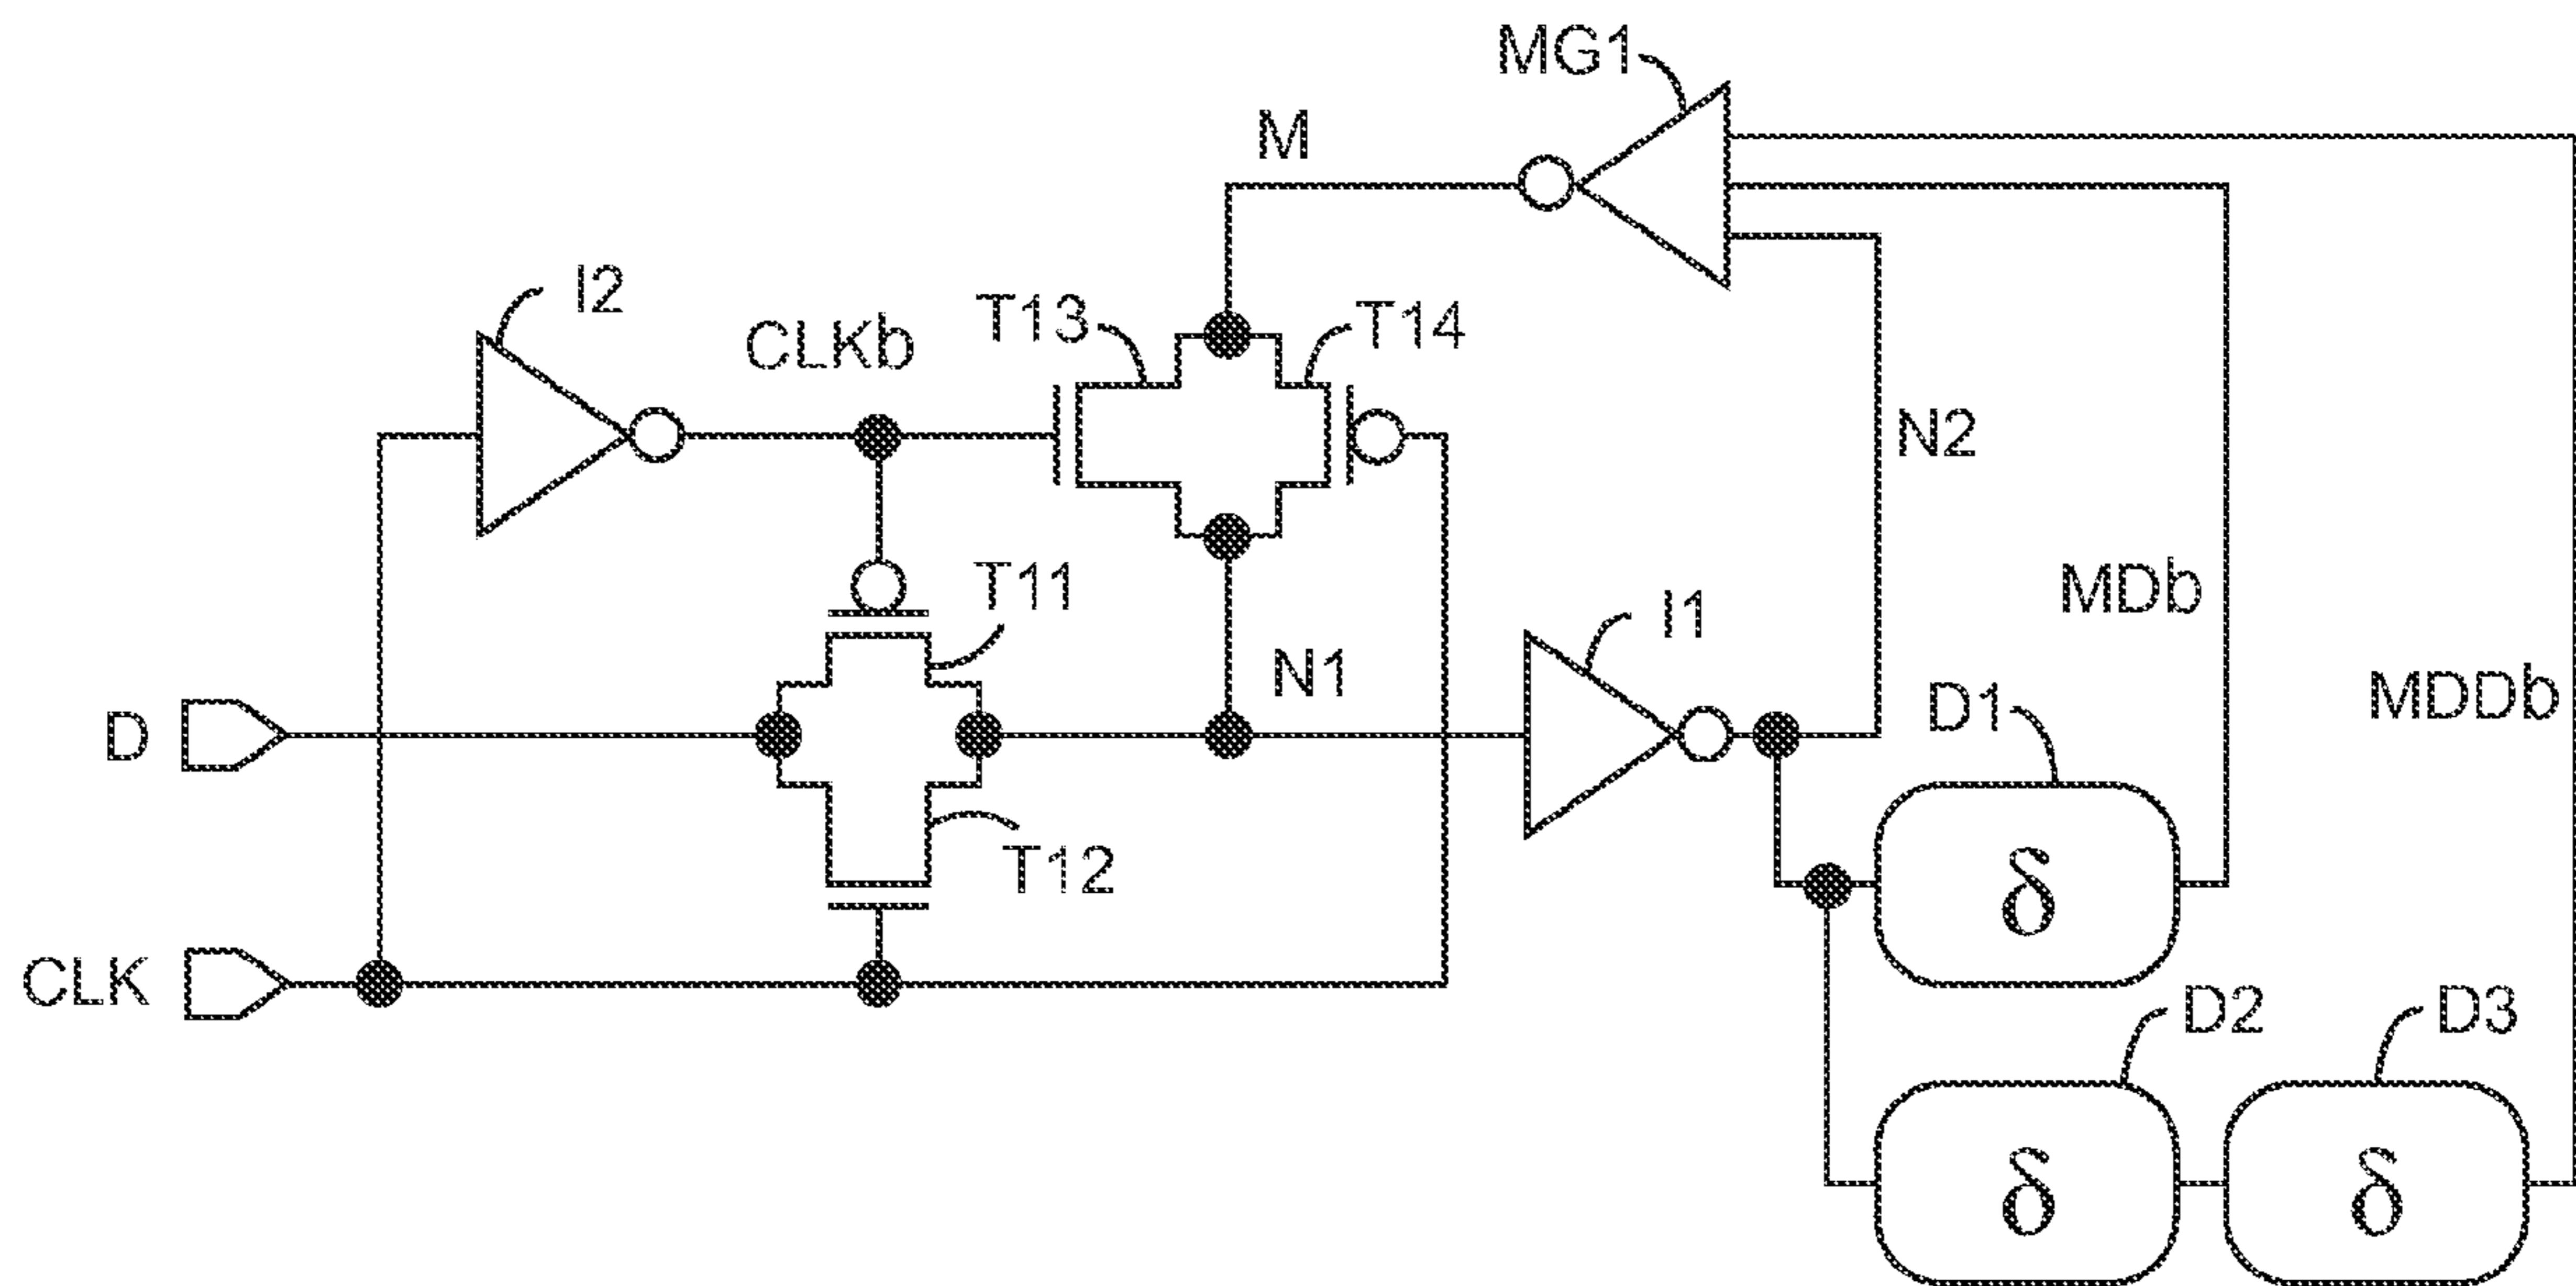 MG1
M
I2
CLKb
T13
T14
N2
T11
MDb
I1
N1
MDDb
D
D1
T12
δ
CLK
D2
D3
δ
δ